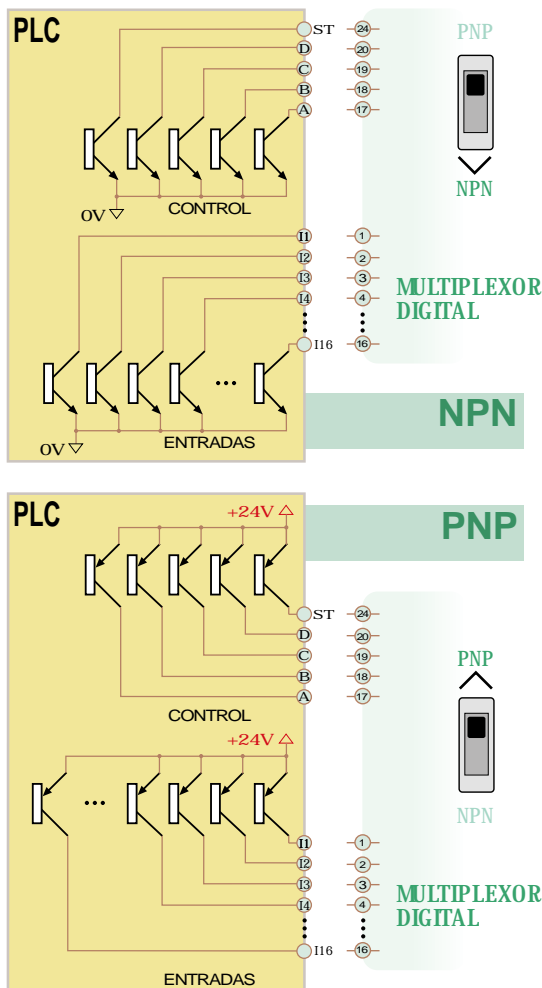 PLC
ST 24 PNP
D 20
C 19
B 18
A 17
NPN
0V CONTROL
I1 1
I2 2
I3 3
I4 4
MULTIPLEXOR
DIGITAL
I16 16
NPN
0V ENTRADAS
PLC
+24V
PNP
ST 24
D 20
C 19
B 18
A 17
PNP
CONTROL
+24V
NPN
I1 1
I2 2
I3 3
I4 4
MULTIPLEXOR
DIGITAL
I16 16
ENTRADAS